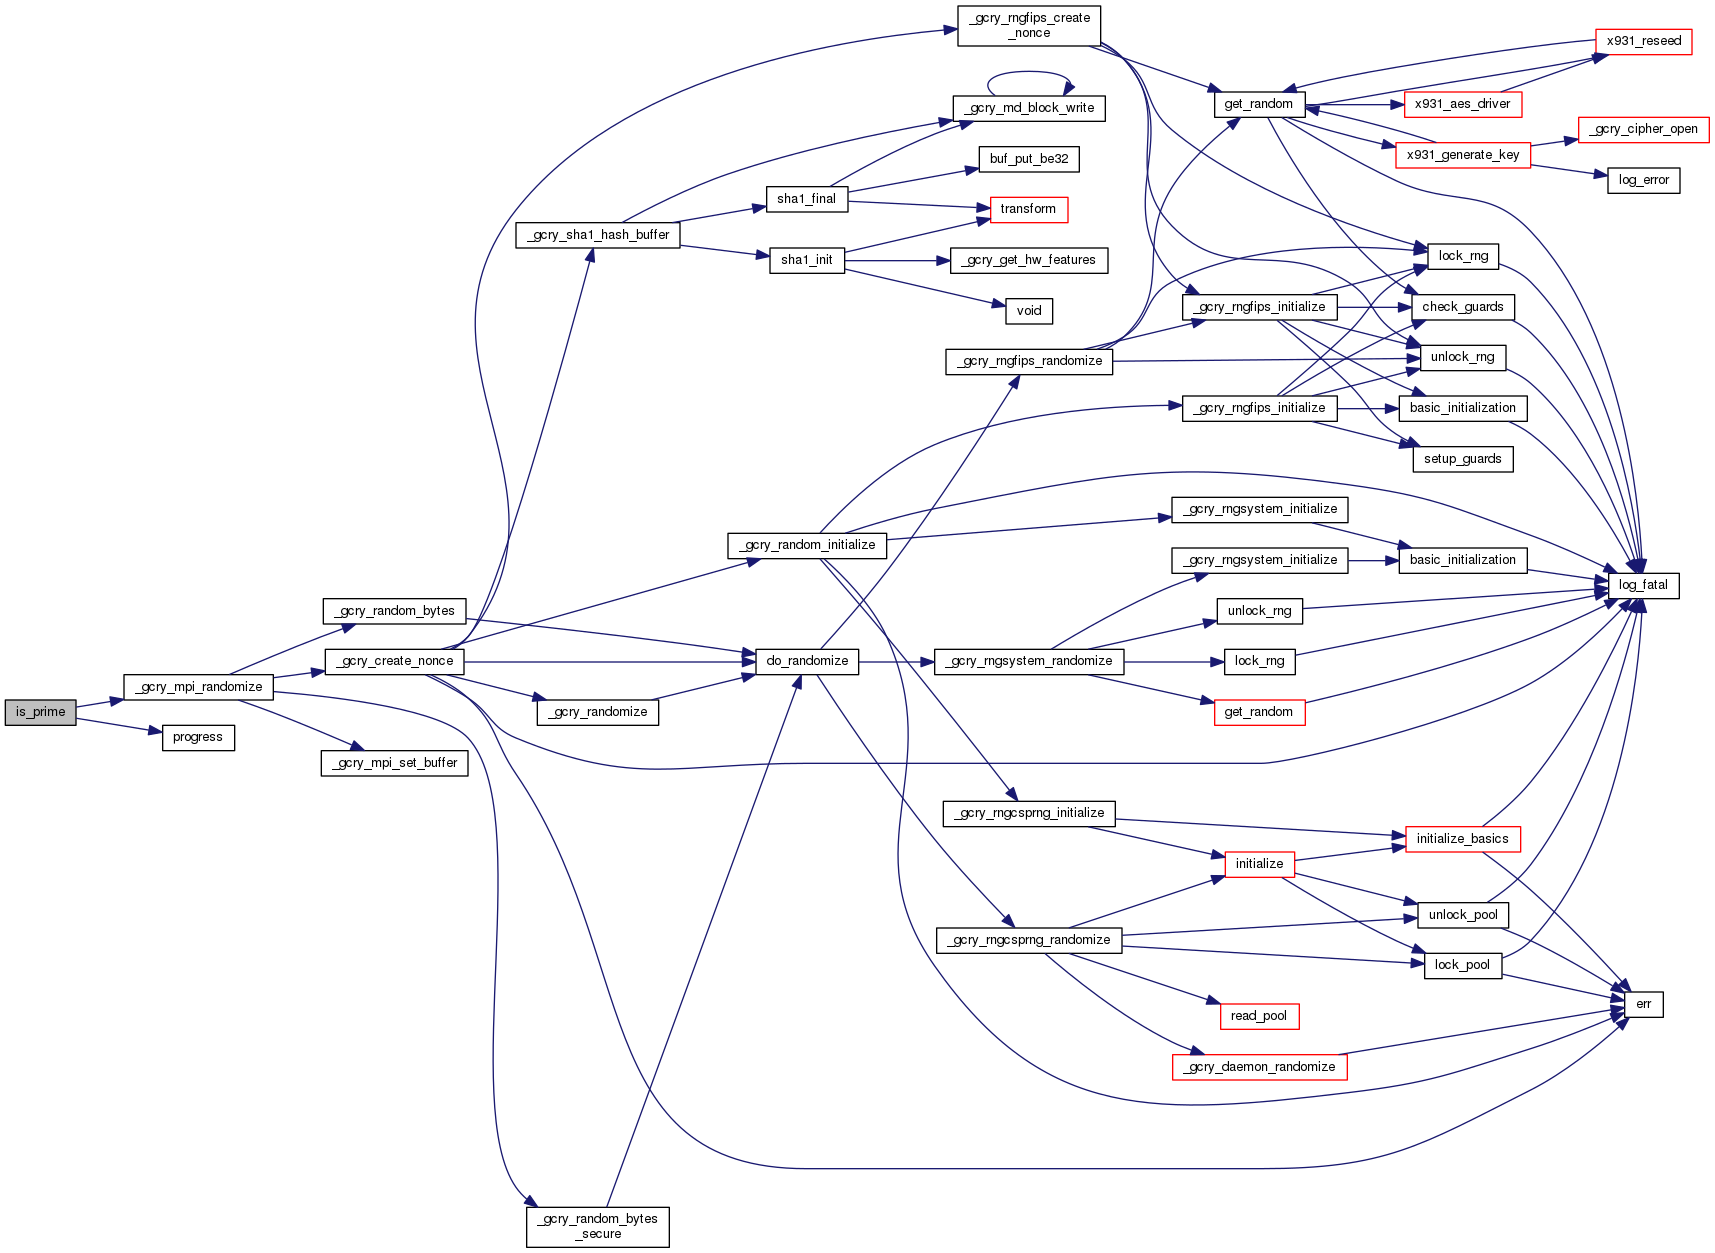 _gcry_rngfips_create
_nonce
x931_reseed
_gcry_md_block_write
get_random
x931_aes_driver
_gcry_cipher_open
buf_put_be32
x931_generate_key
log_error
sha1_final
transform
_gcry_sha1_hash_buffer
sha1_init
_gcry_get_hw_features
lock_rng
void
_gcry_rngfips_initialize
check_guards
_gcry_rngfips_randomize
unlock_rng
_gcry_rngfips_initialize
basic_initialization
setup_guards
_gcry_rngsystem_initialize
_gcry_random_initialize
_gcry_rngsystem_initialize
basic_initialization
log_fatal
_gcry_random_bytes
unlock_rng
_gcry_create_nonce
do_randomize
_gcry_rngsystem_randomize
lock_rng
_gcry_mpi_randomize
is_prime
_gcry_randomize
get_random
progress
_gcry_mpi_set_buffer
_gcry_rngcsprng_initialize
initialize_basics
initialize
unlock_pool
_gcry_rngcsprng_randomize
lock_pool
read_pool
err
_gcry_daemon_randomize
_gcry_random_bytes
_secure